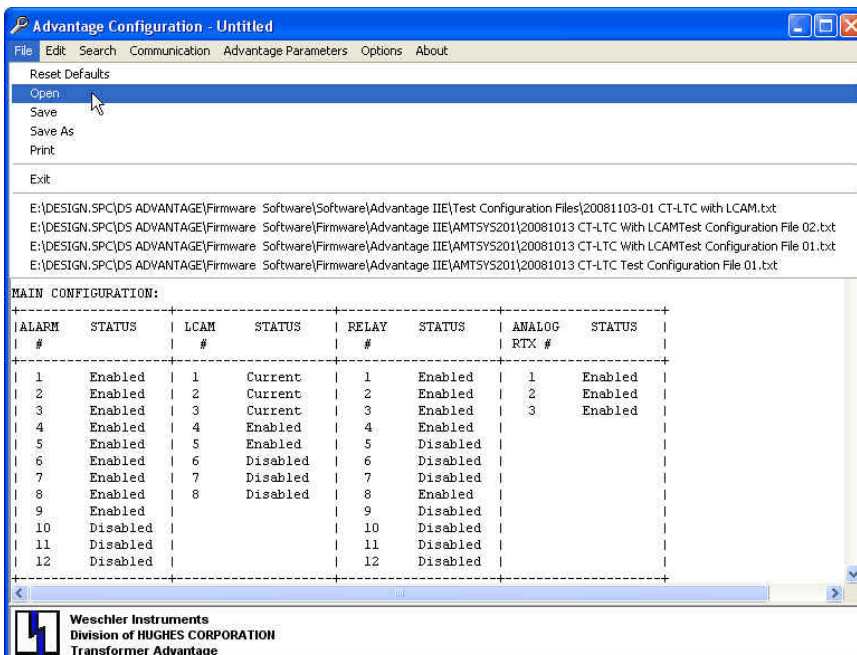 Advantage Configuration - Untitled
File Edit Search Communication Advantage Parameters Options About
Reset Defaults
Open
Save
Save As
Print
Exit
E:\DESIGN.SPC\DS ADVANTAGE\Firmware Software\Software\Advantage IIE\Test Configuration Files\20081103-01 CT-LTC with LCAM.txt
E:\DESIGN.SPC\DS ADVANTAGE\Firmware Software\Firmware\Advantage IIE\AMTSYS201\20081013 CT-LTC With LCAMTest Configuration File 02.txt
E:\DESIGN.SPC\DS ADVANTAGE\Firmware Software\Firmware\Advantage IIE\AMTSYS201\20081013 CT-LTC With LCAMTest Configuration File 01.txt
E:\DESIGN.SPC\DS ADVANTAGE\Firmware Software\Firmware\Advantage IIE\AMTSYS201\20081013 CT-LTC Test Configuration File 01.txt
MAIN CONFIGURATION:
|ALARM STATUS | LCAM STATUS | RELAY STATUS | ANALOG STATUS |
| # | # | # | RTX # |
| 1 Enabled | 1 Current | 1 Enabled | 1 Enabled |
| 2 Enabled | 2 Current | 2 Enabled | 2 Enabled |
| 3 Enabled | 3 Current | 3 Enabled | 3 Enabled |
| 4 Enabled | 4 Enabled | 4 Enabled | |
| 5 Enabled | 5 Enabled | 5 Disabled | |
| 6 Enabled | 6 Disabled | 6 Disabled | |
| 7 Enabled | 7 Disabled | 7 Disabled | |
| 8 Enabled | 8 Disabled | 8 Enabled | |
| 9 Enabled | | 9 Disabled | |
| 10 Disabled | | 10 Disabled | |
| 11 Disabled | | 11 Disabled | |
| 12 Disabled | | 12 Disabled | |
Weschler Instruments
Division of HUGHES CORPORATION
Transformer Advantage